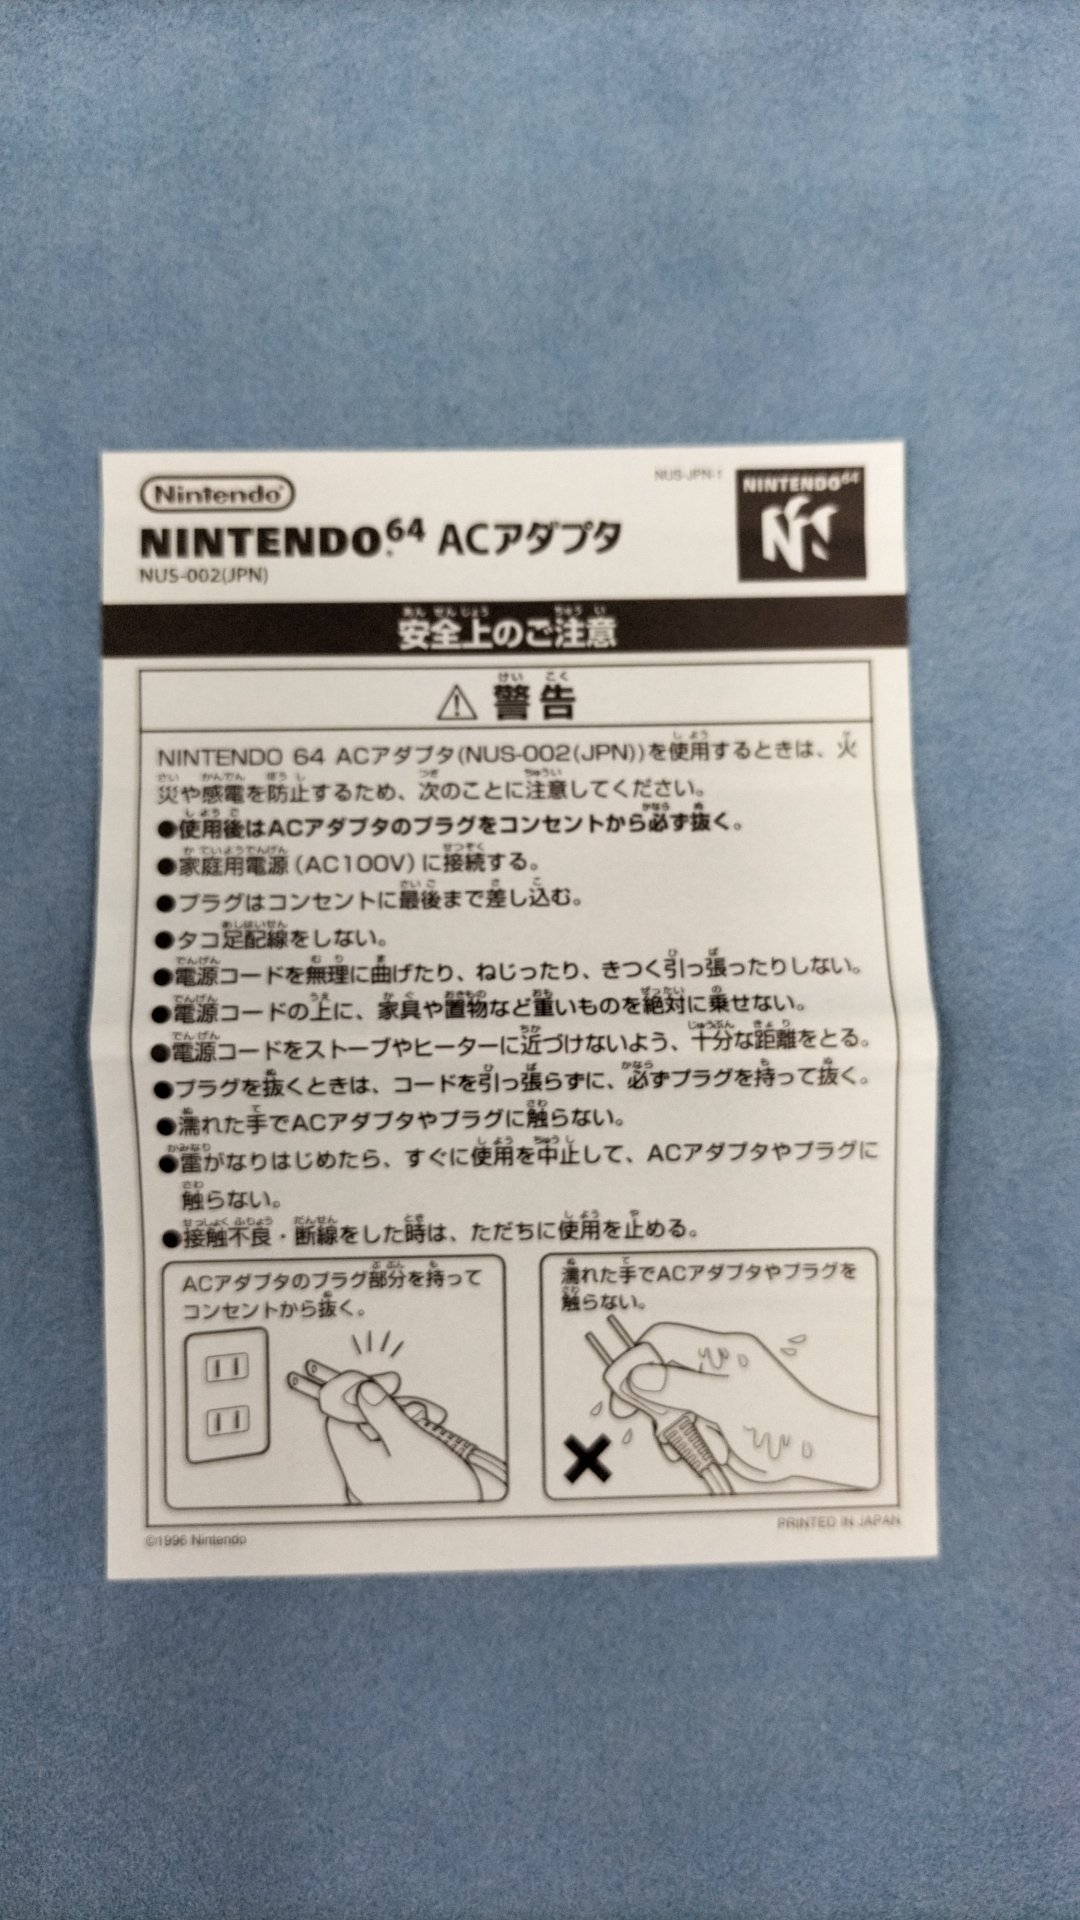 Nintendo
NUS-JPN-1
NINTENDO64
NINTENDO64 ACアダプタ
NUS-002(JPN)
安全上のご注意
警告
NINTENDO 64 ACアダプタ(NUS-002(JPN))を使用するときは、火
災や感電を防止するため、次のことに注意してください。
●使用後はACアダプタのプラグをコンセントから必ず抜く。
●家庭用電源(AC100V)に接続する。
●プラグはコンセントに最後まで差し込む。
●タコ足配線をしない。
●電源コードを無理に曲げたり、ねじったり、きつく引っ張ったりしない。
●電源コードの上に、家具や置物など重いものを絶対に乗せない。
●電源コードをストーブやヒーターに近づけないよう、十分な距離をとる。
●プラグを抜くときは、コードを引っ張らずに、必ずプラグを持って抜く。
●濡れた手でACアダプタやプラグに触らない。
●雷がなりはじめたら、すぐに使用を中止して、ACアダプタやプラグに
触らない。
●接触不良・断線をした時は、ただちに使用を止める。
ACアダプタのプラグ部分を持って
コンセントから抜く。
濡れた手でACアダプタやプラグを
触らない。
©1996 Nintendo
PRINTED IN JAPAN